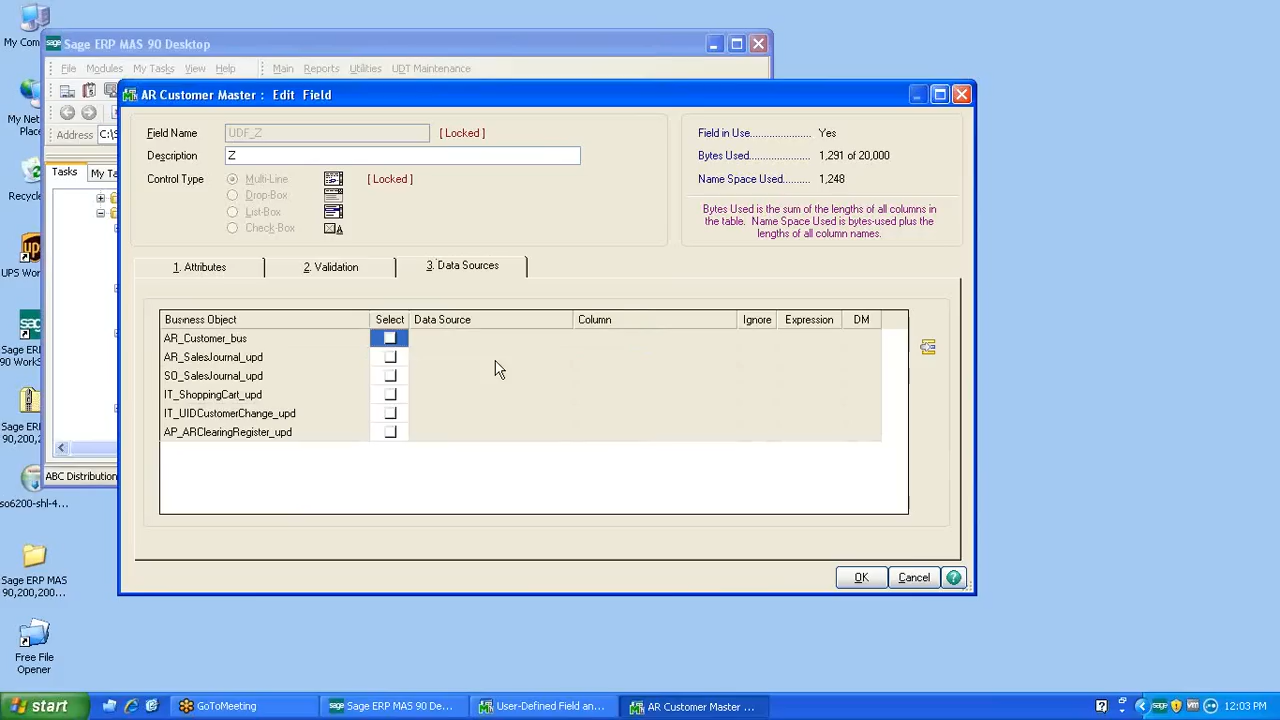 My Com
Sage ERP MAS 90 Desktop
File Modules My Tasks View Help Main Reports Utilities UDT Maintenance
AR Customer Master : Edit Field
My Net
Place
Address C:\S
Field Name UDF_Z [ Locked ]
Field in Use Yes
Description Z
Bytes Used 1,291 of 20,000
Tasks My Ta
Control Type Multi-Line [ Locked ]
Name Space Used 1,248
Recycle
Drop-Box
List-Box
Check-Box
Bytes Used is the sum of the lengths of all columns in
the table. Name Space Used is bytes-used plus the
lengths of all column names.
UPS Wor
1. Attributes 2. Validation 3. Data Sources
Business Object Select Data Source Column Ignore Expression DM
AR_Customer_bus
AR_SalesJournal_upd
SO_SalesJournal_upd
IT_ShoppingCart_upd
IT_UIDCustomerChange_upd
AP_ARClearingRegister_upd
Sage ERP
90 WorkS
Sage ERP
90,200,2
ABC Distribution
so6200-shl-4...
OK Cancel ?
Sage ERP MAS
90,200,200...
Free File
Opener
start GoToMeeting Sage ERP MAS 90 De... User-Defined Field an... AR Customer Master ... 12:03 PM